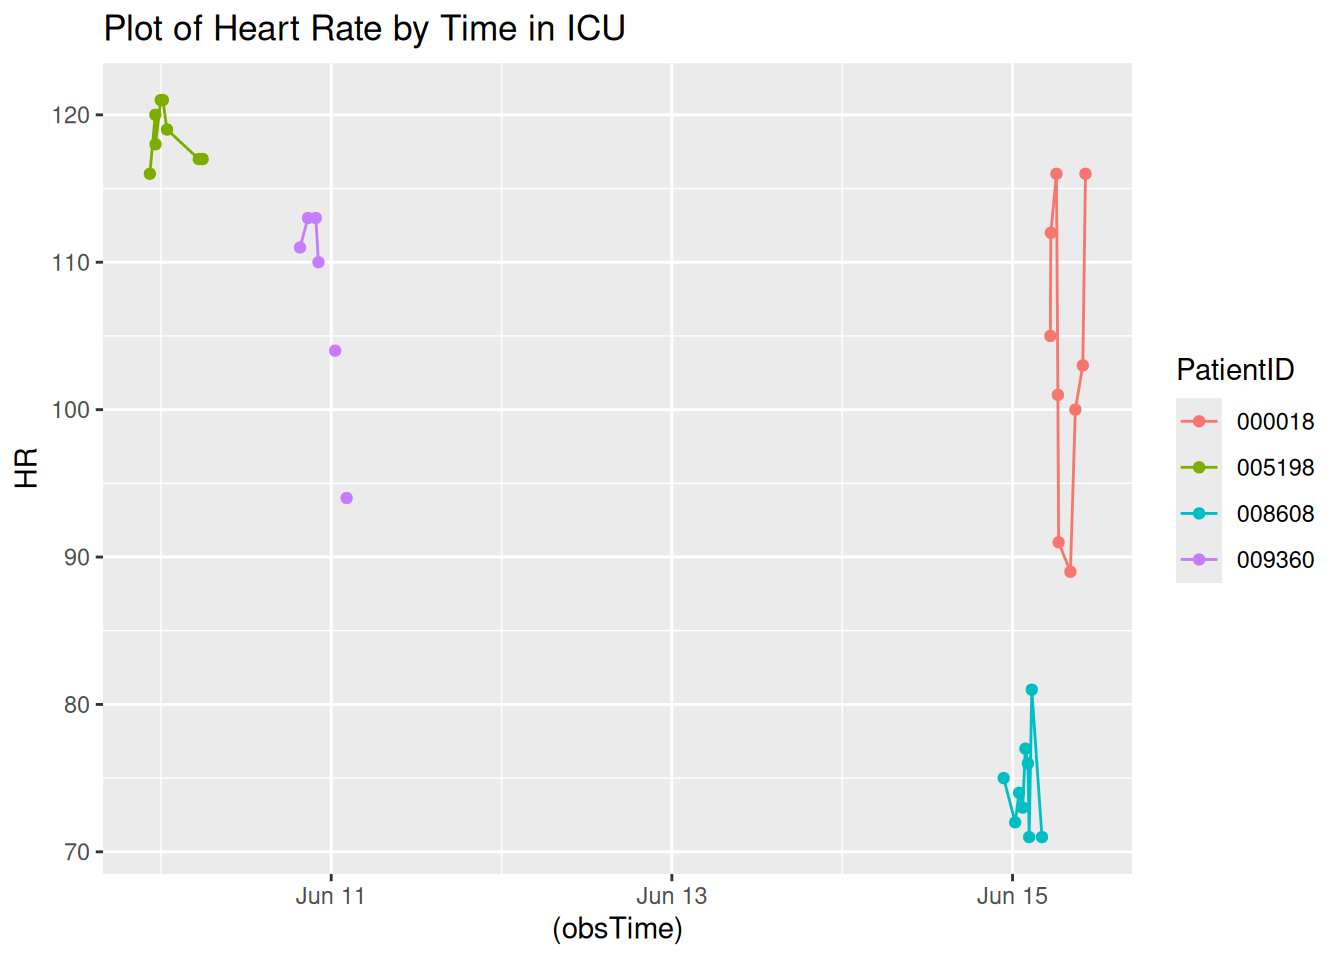 Plot of Heart Rate by Time in ICU
120
110
100
90
80
70
HR
Jun 11
Jun 13
Jun 15
(obsTime)
PatientID
000018
005198
008608
009360